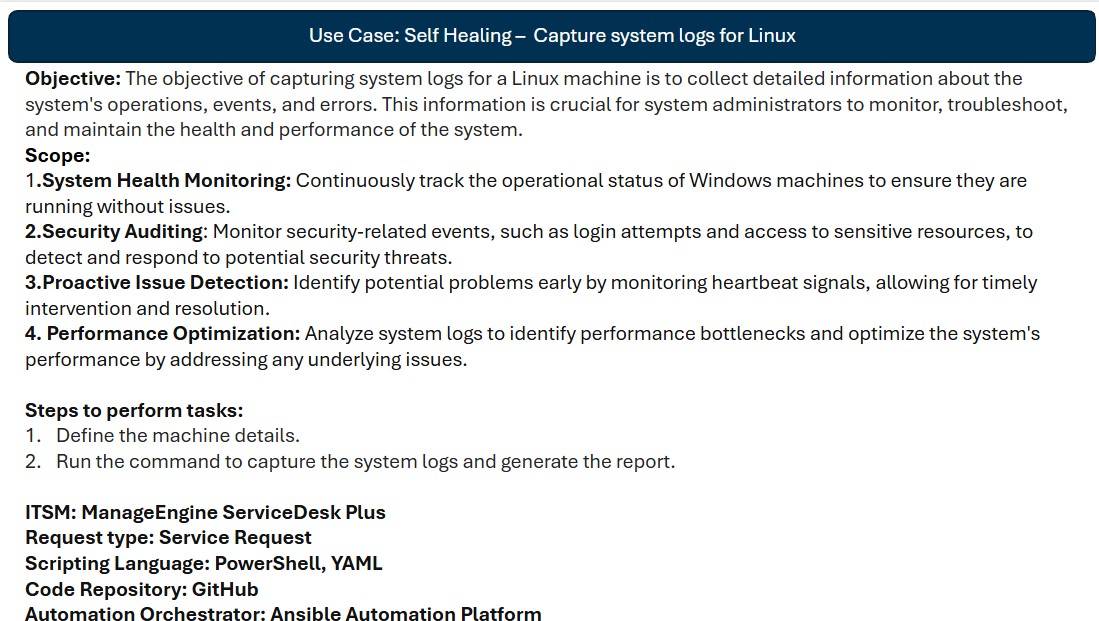 Use Case: Self Healing – Capture system logs for Linux
Objective: The objective of capturing system logs for a Linux machine is to collect detailed information about the
system's operations, events, and errors. This information is crucial for system administrators to monitor, troubleshoot,
and maintain the health and performance of the system.
Scope:
1.System Health Monitoring: Continuously track the operational status of Windows machines to ensure they are
running without issues.
2.Security Auditing: Monitor security-related events, such as login attempts and access to sensitive resources, to
detect and respond to potential security threats.
3.Proactive Issue Detection: Identify potential problems early by monitoring heartbeat signals, allowing for timely
intervention and resolution.
4. Performance Optimization: Analyze system logs to identify performance bottlenecks and optimize the system's
performance by addressing any underlying issues.
Steps to perform tasks:
1. Define the machine details.
2. Run the command to capture the system logs and generate the report.
ITSM: ManageEngine ServiceDesk Plus
Request type: Service Request
Scripting Language: PowerShell, YAML
Code Repository: GitHub
Automation Orchestrator: Ansible Automation Platform